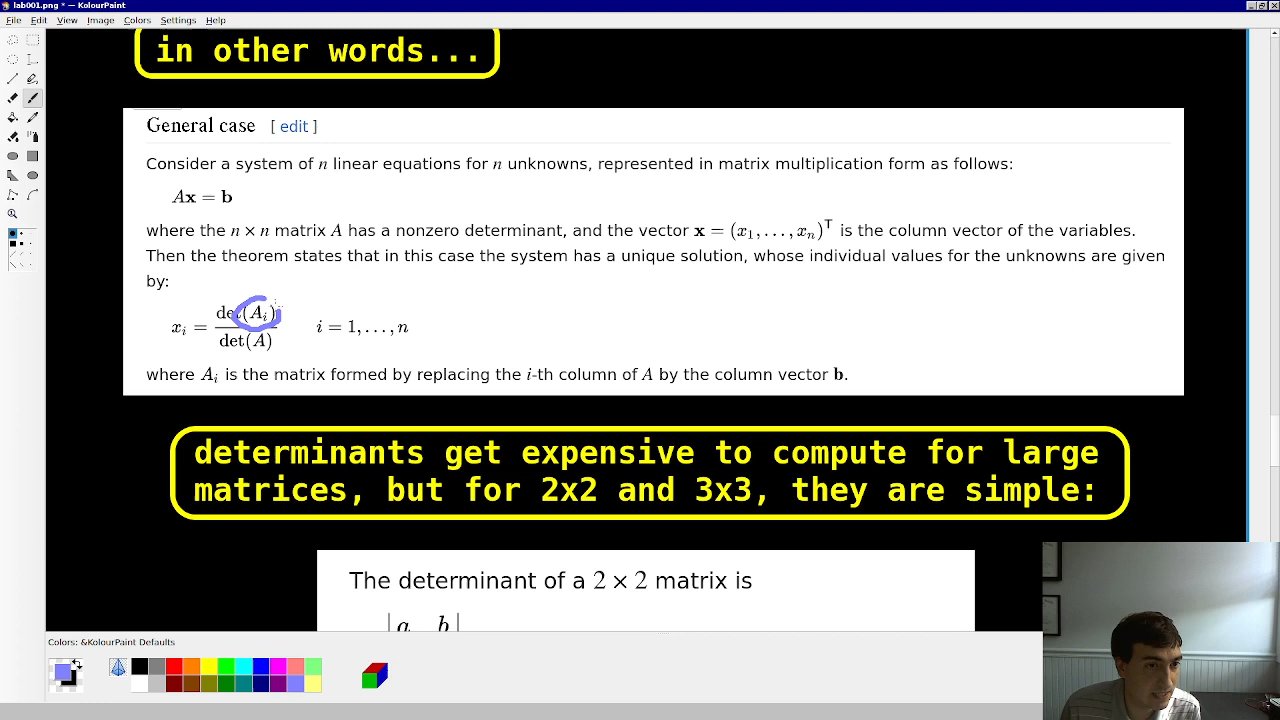 lab001.png * — KolourPaint
File Edit View Image Colors Settings Help
in other words...
General case [ edit ]
Consider a system of n linear equations for n unknowns, represented in matrix multiplication form as follows:
Ax = b
where the n × n matrix A has a nonzero determinant, and the vector x = (x₁, . . . , xₙ)ᵀ is the column vector of the variables.
Then the theorem states that in this case the system has a unique solution, whose individual values for the unknowns are given
by:
xᵢ = det(Aᵢ) / det(A) i = 1, . . . , n
where Aᵢ is the matrix formed by replacing the i-th column of A by the column vector b.
determinants get expensive to compute for large
matrices, but for 2x2 and 3x3, they are simple:
The determinant of a 2 × 2 matrix is
| a b |
Colors: &KolourPaint Defaults